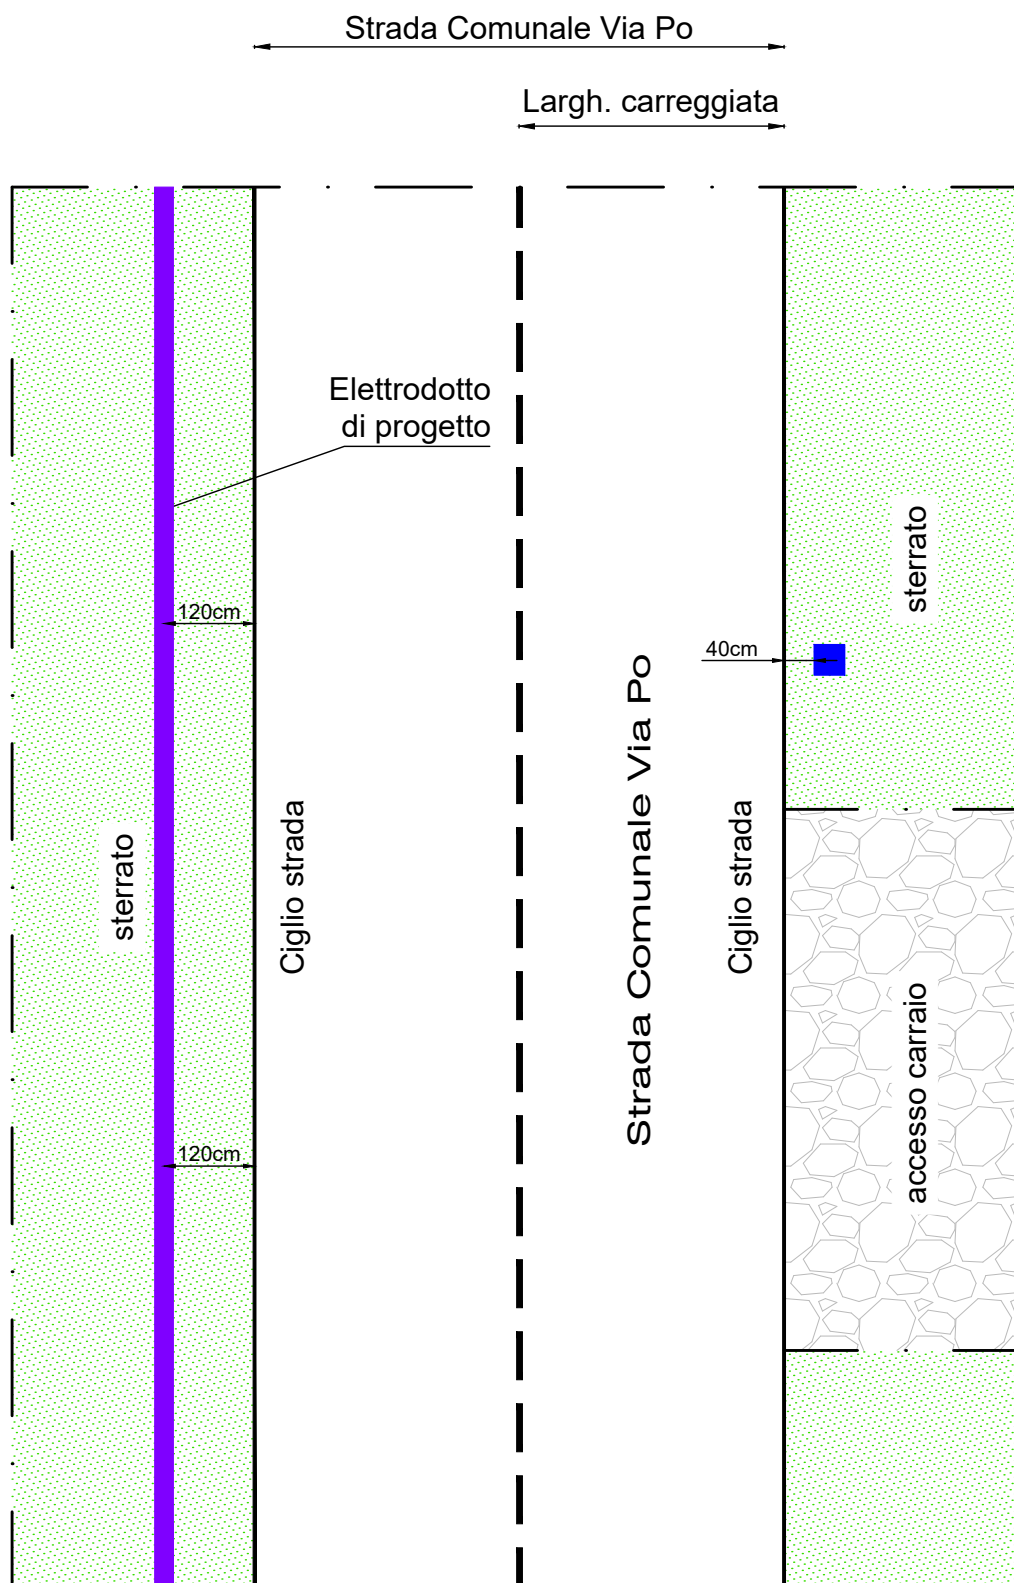 Strada Comunale Via Po
Largh. carreggiata
Elettrodotto
di progetto
sterrato
120cm
40cm
Strada Comunale Via Po
sterrato
Ciglio strada
Ciglio strada
accesso carraio
120cm